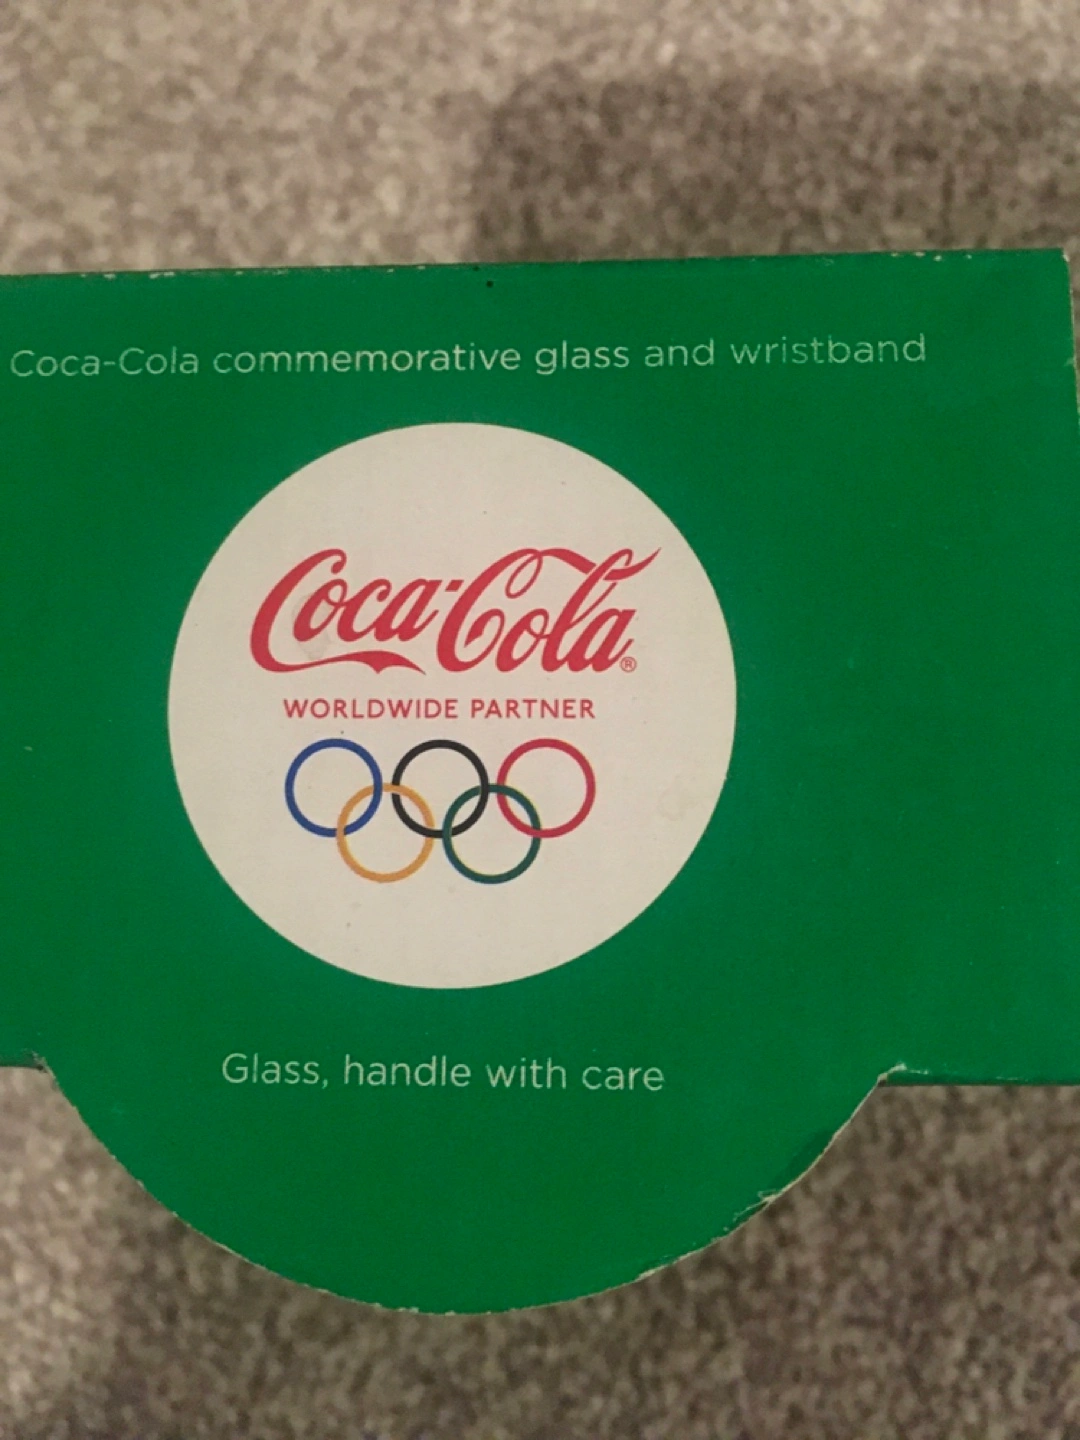 Coca-Cola commemorative glass and wristband
Coca-Cola®
WORLDWIDE PARTNER
Glass, handle with care